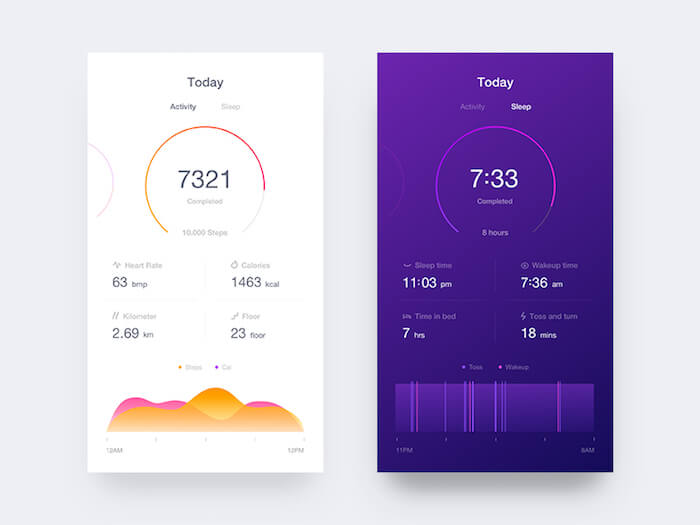 Today
Activity Sleep
7321
Completed
10.000 Steps
Heart Rate Calories
63 bmp 1463 kcal
Kilometer Floor
2.69 km 23 floor
Steps Cal
12AM 12PM
Today
Activity Sleep
7:33
Completed
8 hours
Sleep time Wakeup time
11:03 pm 7:36 am
Time in bed Toss and turn
7 hrs 18 mins
Toss Wakeup
11PM 8AM